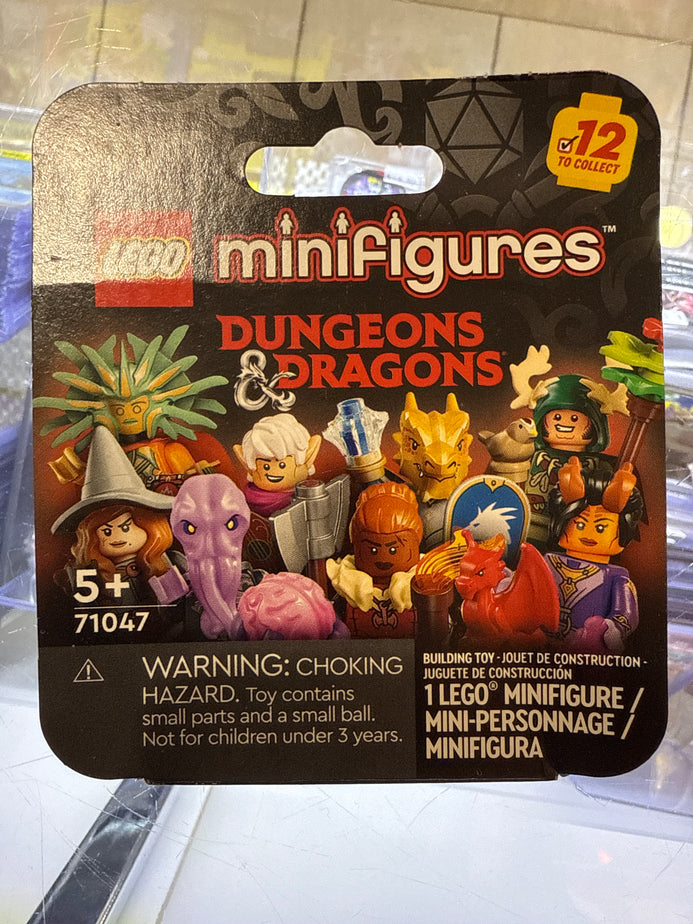 12
TO COLLECT
LEGO minifigures™
DUNGEONS
& DRAGONS®
5+
71047
WARNING: CHOKING
HAZARD. Toy contains
small parts and a small ball.
Not for children under 3 years.
BUILDING TOY - JOUET DE CONSTRUCTION -
JUGUETE DE CONSTRUCCIÓN
1 LEGO® MINIFIGURE /
MINI-PERSONNAGE /
MINIFIGURA